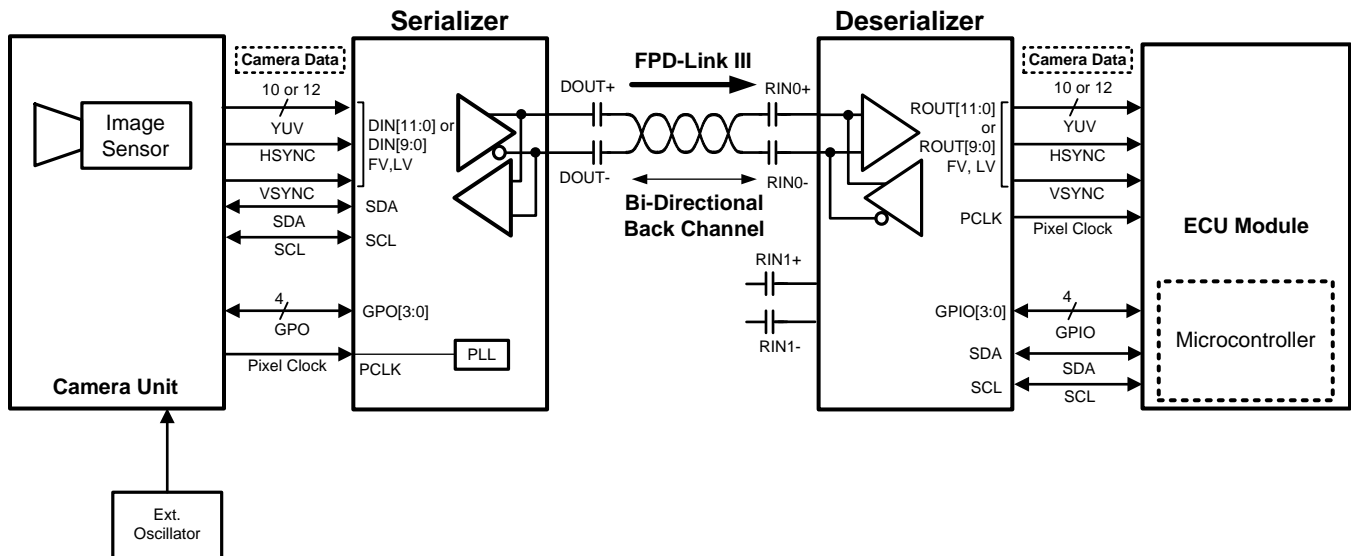 Serializer
Deserializer
Camera Data
FPD-Link III
Camera Data
Image
Sensor
Camera Unit
10 or 12
YUV
HSYNC
VSYNC
SDA
SCL
4
GPO
Pixel Clock
DIN[11:0] or
DIN[9:0]
FV,LV
SDA
SCL
GPO[3:0]
PCLK
PLL
DOUT+
DOUT-
RIN0+
RIN0-
Bi-Directional
Back Channel
RIN1+
RIN1-
ROUT[11:0]
or
ROUT[9:0]
FV, LV
PCLK
GPIO[3:0]
SDA
SCL
10 or 12
YUV
HSYNC
VSYNC
Pixel Clock
4
GPIO
SDA
SCL
ECU Module
Microcontroller
Ext.
Oscillator